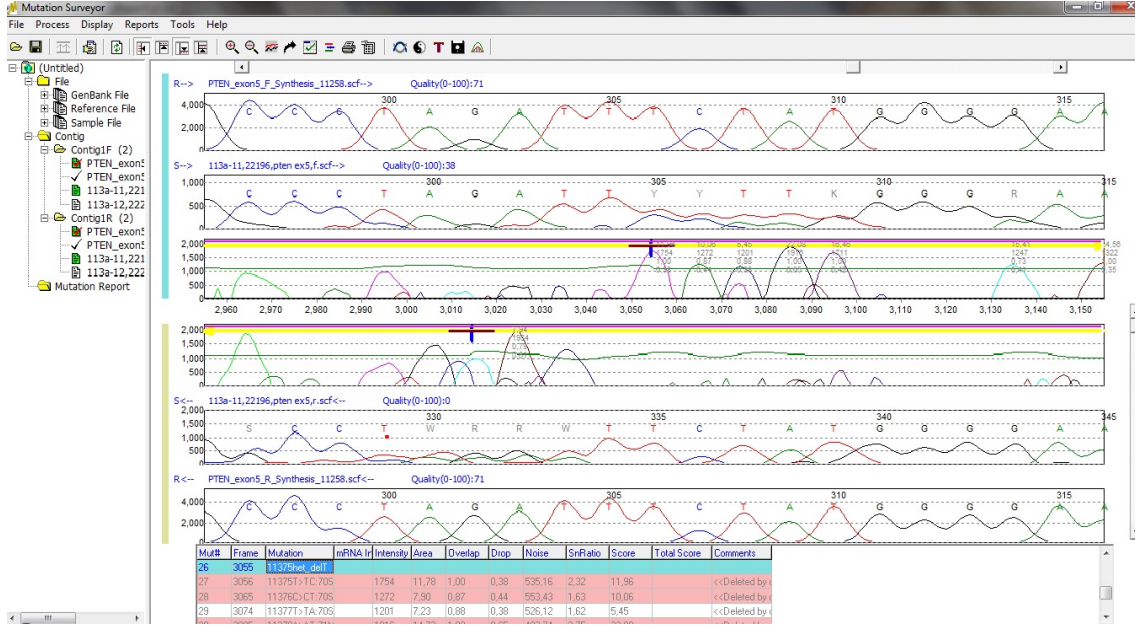 Mutation Surveyor
File Process Display Reports Tools Help
(Untitled)
File
GenBank File
Reference File
Sample File
Contig
Contig1F (2)
PTEN_exon5
PTEN_exon5
113a-11,221
113a-12,222
Contig1R (2)
PTEN_exon5
PTEN_exon5
113a-11,221
113a-12,222
Mutation Report
R--> PTEN_exon5_F_Synthesis_11258.scf--> Quality(0-100):71
300 305 310 315
4,000
2,000
C C C T A G A T T T C T A T G G G G A A
S--> 113a-11,22196,pten ex5,f.scf--> Quality(0-100):38
1,000 300 305 310 315
C C C T A G A T T Y Y T T K G G G R A A
500
0
2,000
1,500
1,000
500
0
2,960 2,970 2,980 2,990 3,000 3,010 3,020 3,030 3,040 3,050 3,060 3,070 3,080 3,090 3,100 3,110 3,120 3,130 3,140 3,150
2,000
1,500
1,000
500
0
S<-- 113a-11,22196,pten ex5,r.scf<-- Quality(0-100):0
2,000 330 335 340 345
1,500
S C C T W R R W T T C T A T G G G G A A
1,000
500
0
R<-- PTEN_exon5_R_Synthesis_11258.scf<-- Quality(0-100):71
300 305 310 315
4,000
C C C T A G A T T T C T A T G G G G A A
2,000
0
Mut# Frame Mutation mRNA Ir Intensity Area Overlap Drop Noise SnRatio Score Total Score Comments
26 3055 11375het_delT
27 3056 11375T>TC:70S 1754 11,78 1,00 0,38 535,16 2,32 11,96 <<Deleted by
28 3065 11376C>CT:70S 1272 7,90 0,87 0,44 553,43 1,63 10,06 <<Deleted by
29 3074 11377T>TA:70S 1201 7,23 0,88 0,38 526,12 1,62 5,45 <<Deleted by